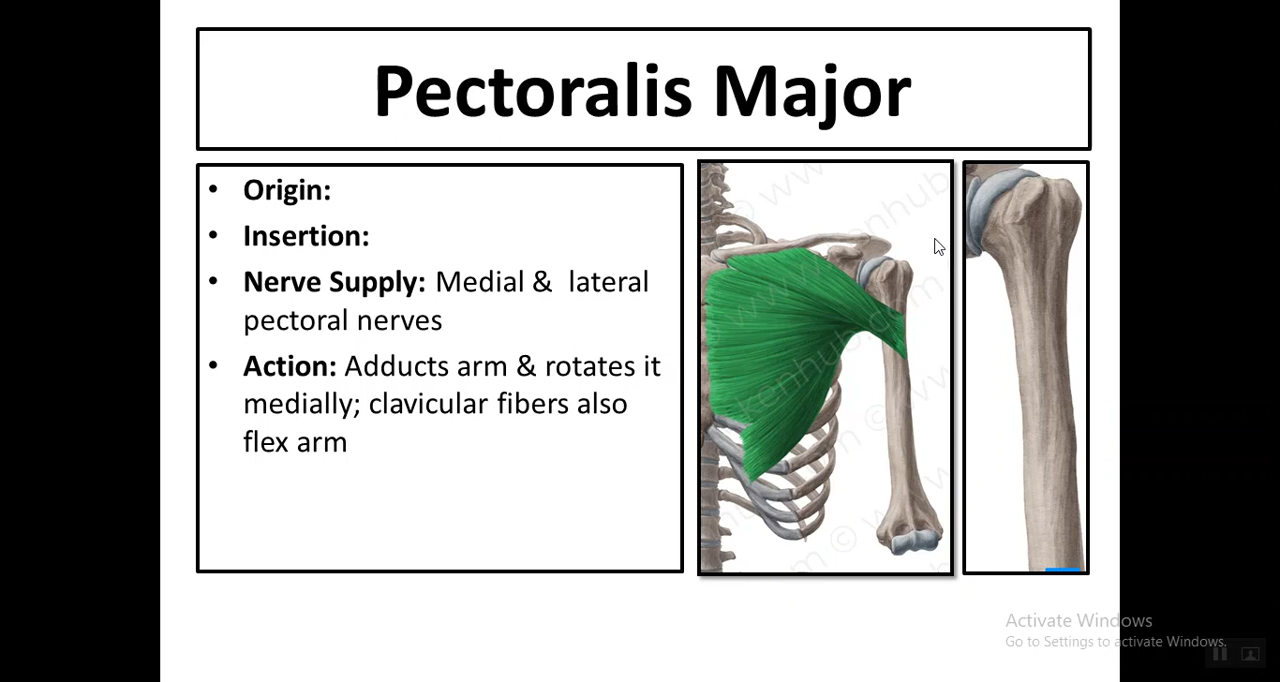 Pectoralis Major
• Origin:
• Insertion:
• Nerve Supply: Medial & lateral
pectoral nerves
• Action: Adducts arm & rotates it
medially; clavicular fibers also
flex arm
Activate Windows
Go to Settings to activate Windows.